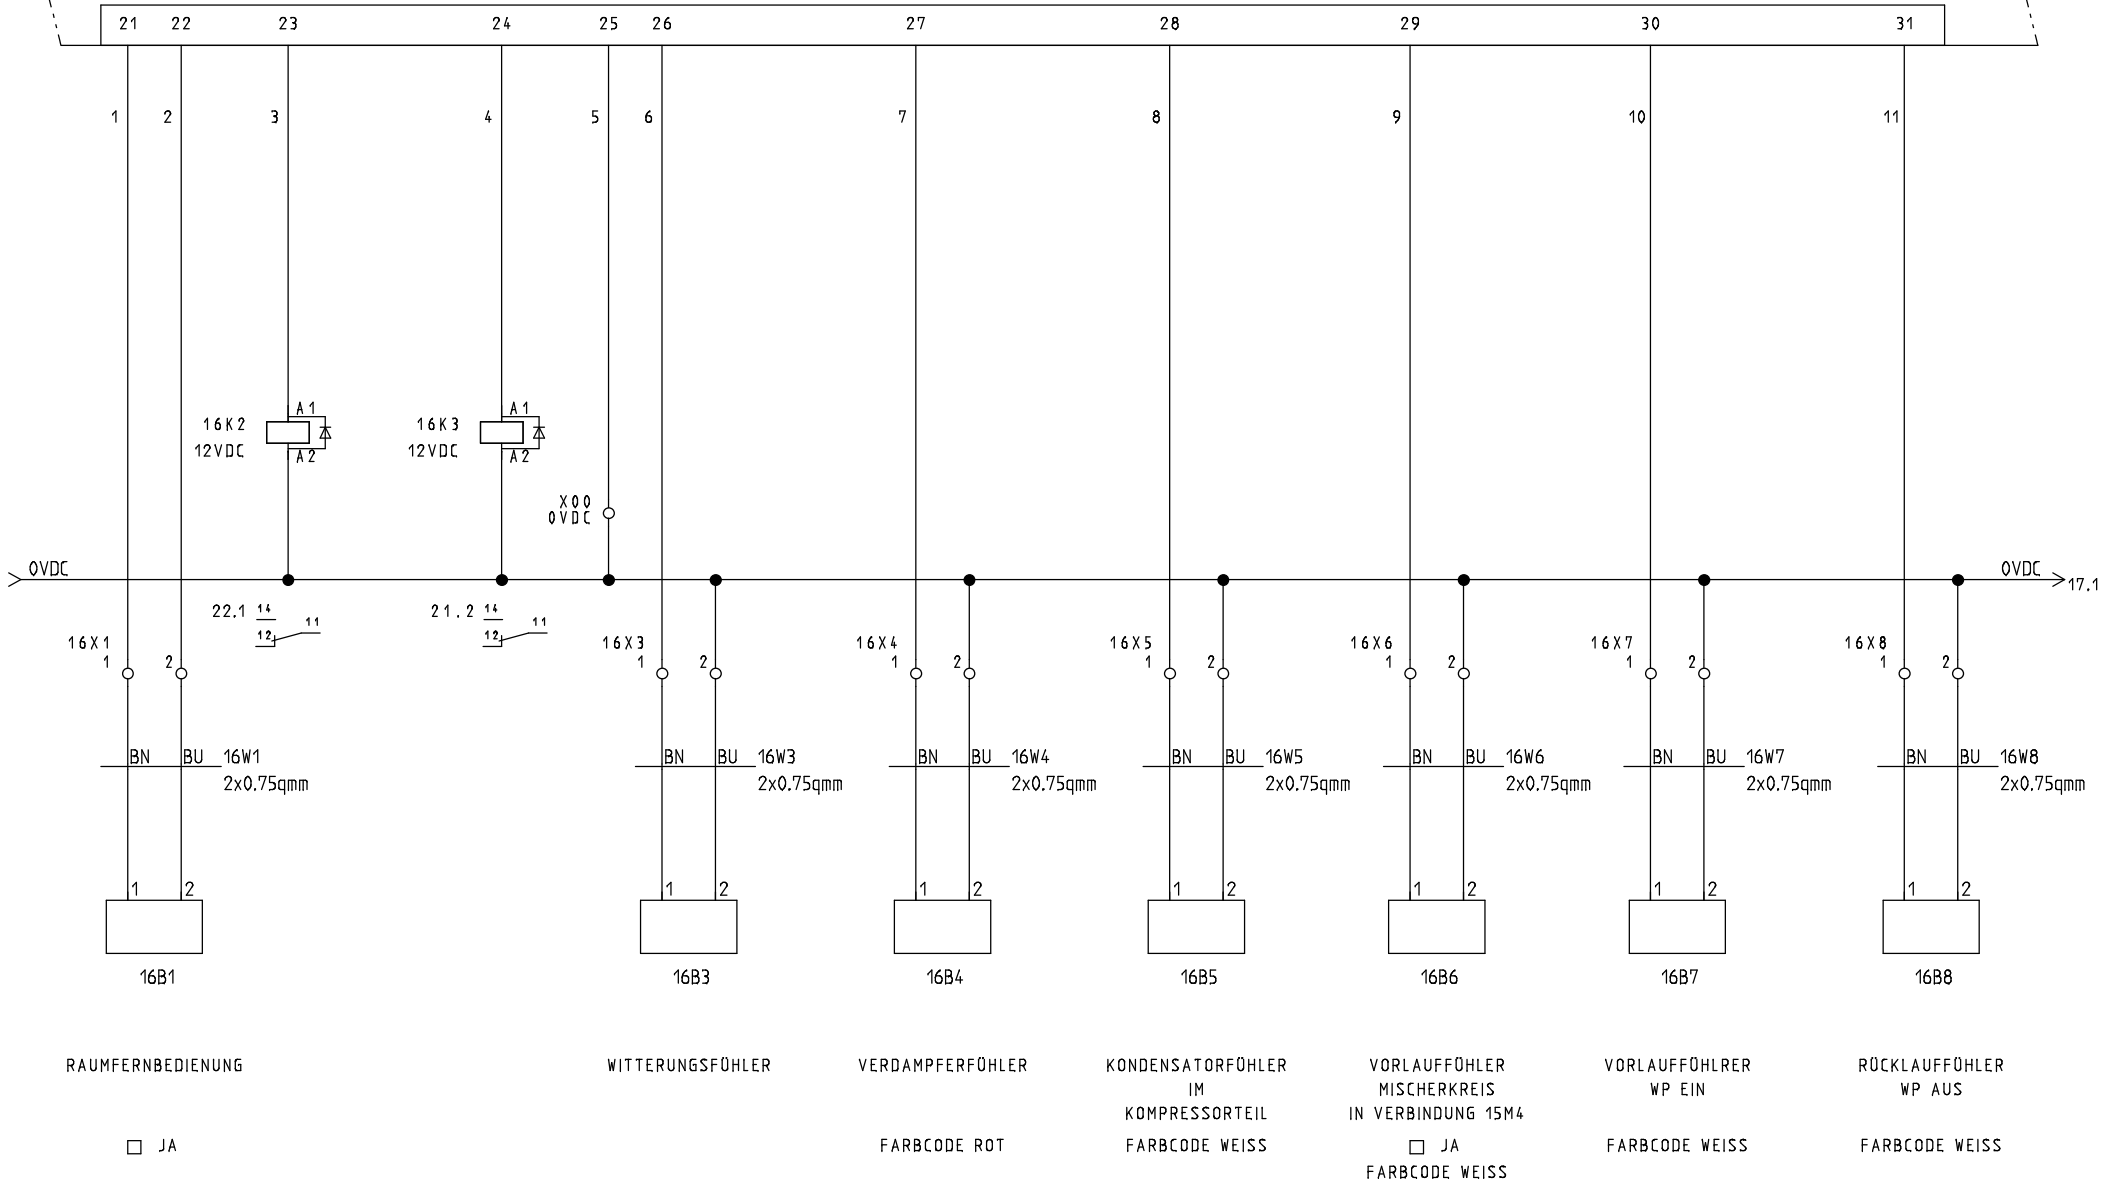 21 22 23 24 25 26 27 28 29 30 31
1 2 3 4 5 6 7 8 9 10 11
A1 A1
16K2 16K3
12VDC 12VDC
A2 A2
X00
0VDC
0VDC 0VDC
17.1
22.1 14 21.2 14
11 11
12 12
16X1 16X3 16X4 16X5 16X6 16X7 16X8
1 2 1 2 1 2 1 2 1 2 1 2 1 2
BN BU 16W1 BN BU 16W3 BN BU 16W4 BN BU 16W5 BN BU 16W6 BN BU 16W7 BN BU 16W8
2x0.75qmm 2x0.75qmm 2x0.75qmm 2x0.75qmm 2x0.75qmm 2x0.75qmm 2x0.75qmm
1 2 1 2 1 2 1 2 1 2 1 2 1 2
16B1 16B3 16B4 16B5 16B6 16B7 16B8
RAUMFERNBEDIENUNG WITTERUNGSFÜHLER VERDAMPFERFÜHLER KONDENSATORFÜHLER VORLAUFFÜHLER VORLAUFFÜHLRER RÜCKLAUFFÜHLER
IM MISCHERKREIS WP EIN WP AUS
KOMPRESSORTEIL IN VERBINDUNG 15M4
JA FARBCODE ROT FARBCODE WEISS JA FARBCODE WEISS FARBCODE WEISS
FARBCODE WEISS